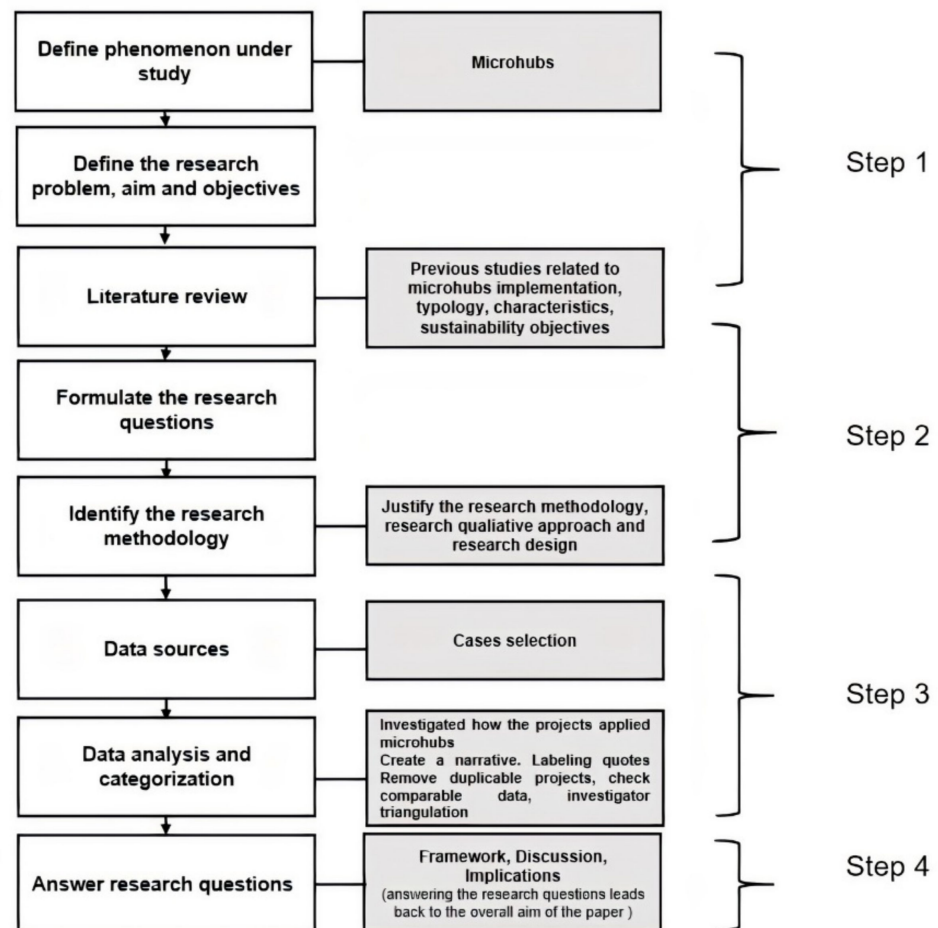 Define phenomenon under
study
Microhubs
Define the research
problem, aim and objectives
Step 1
Literature review
Previous studies related to
microhubs implementation,
typology, characteristics,
sustainability objectives
Formulate the research
questions
Step 2
Identify the research
methodology
Justify the research methodology,
research qualiative approach and
research design
Data sources
Cases selection
Step 3
Data analysis and
categorization
Investigated how the projects applied
microhubs
Create a narrative. Labeling quotes
Remove duplicable projects, check
comparable data, investigator
triangulation
Answer research questions
Framework, Discussion,
Implications
(answering the research questions leads
back to the overall aim of the paper )
Step 4